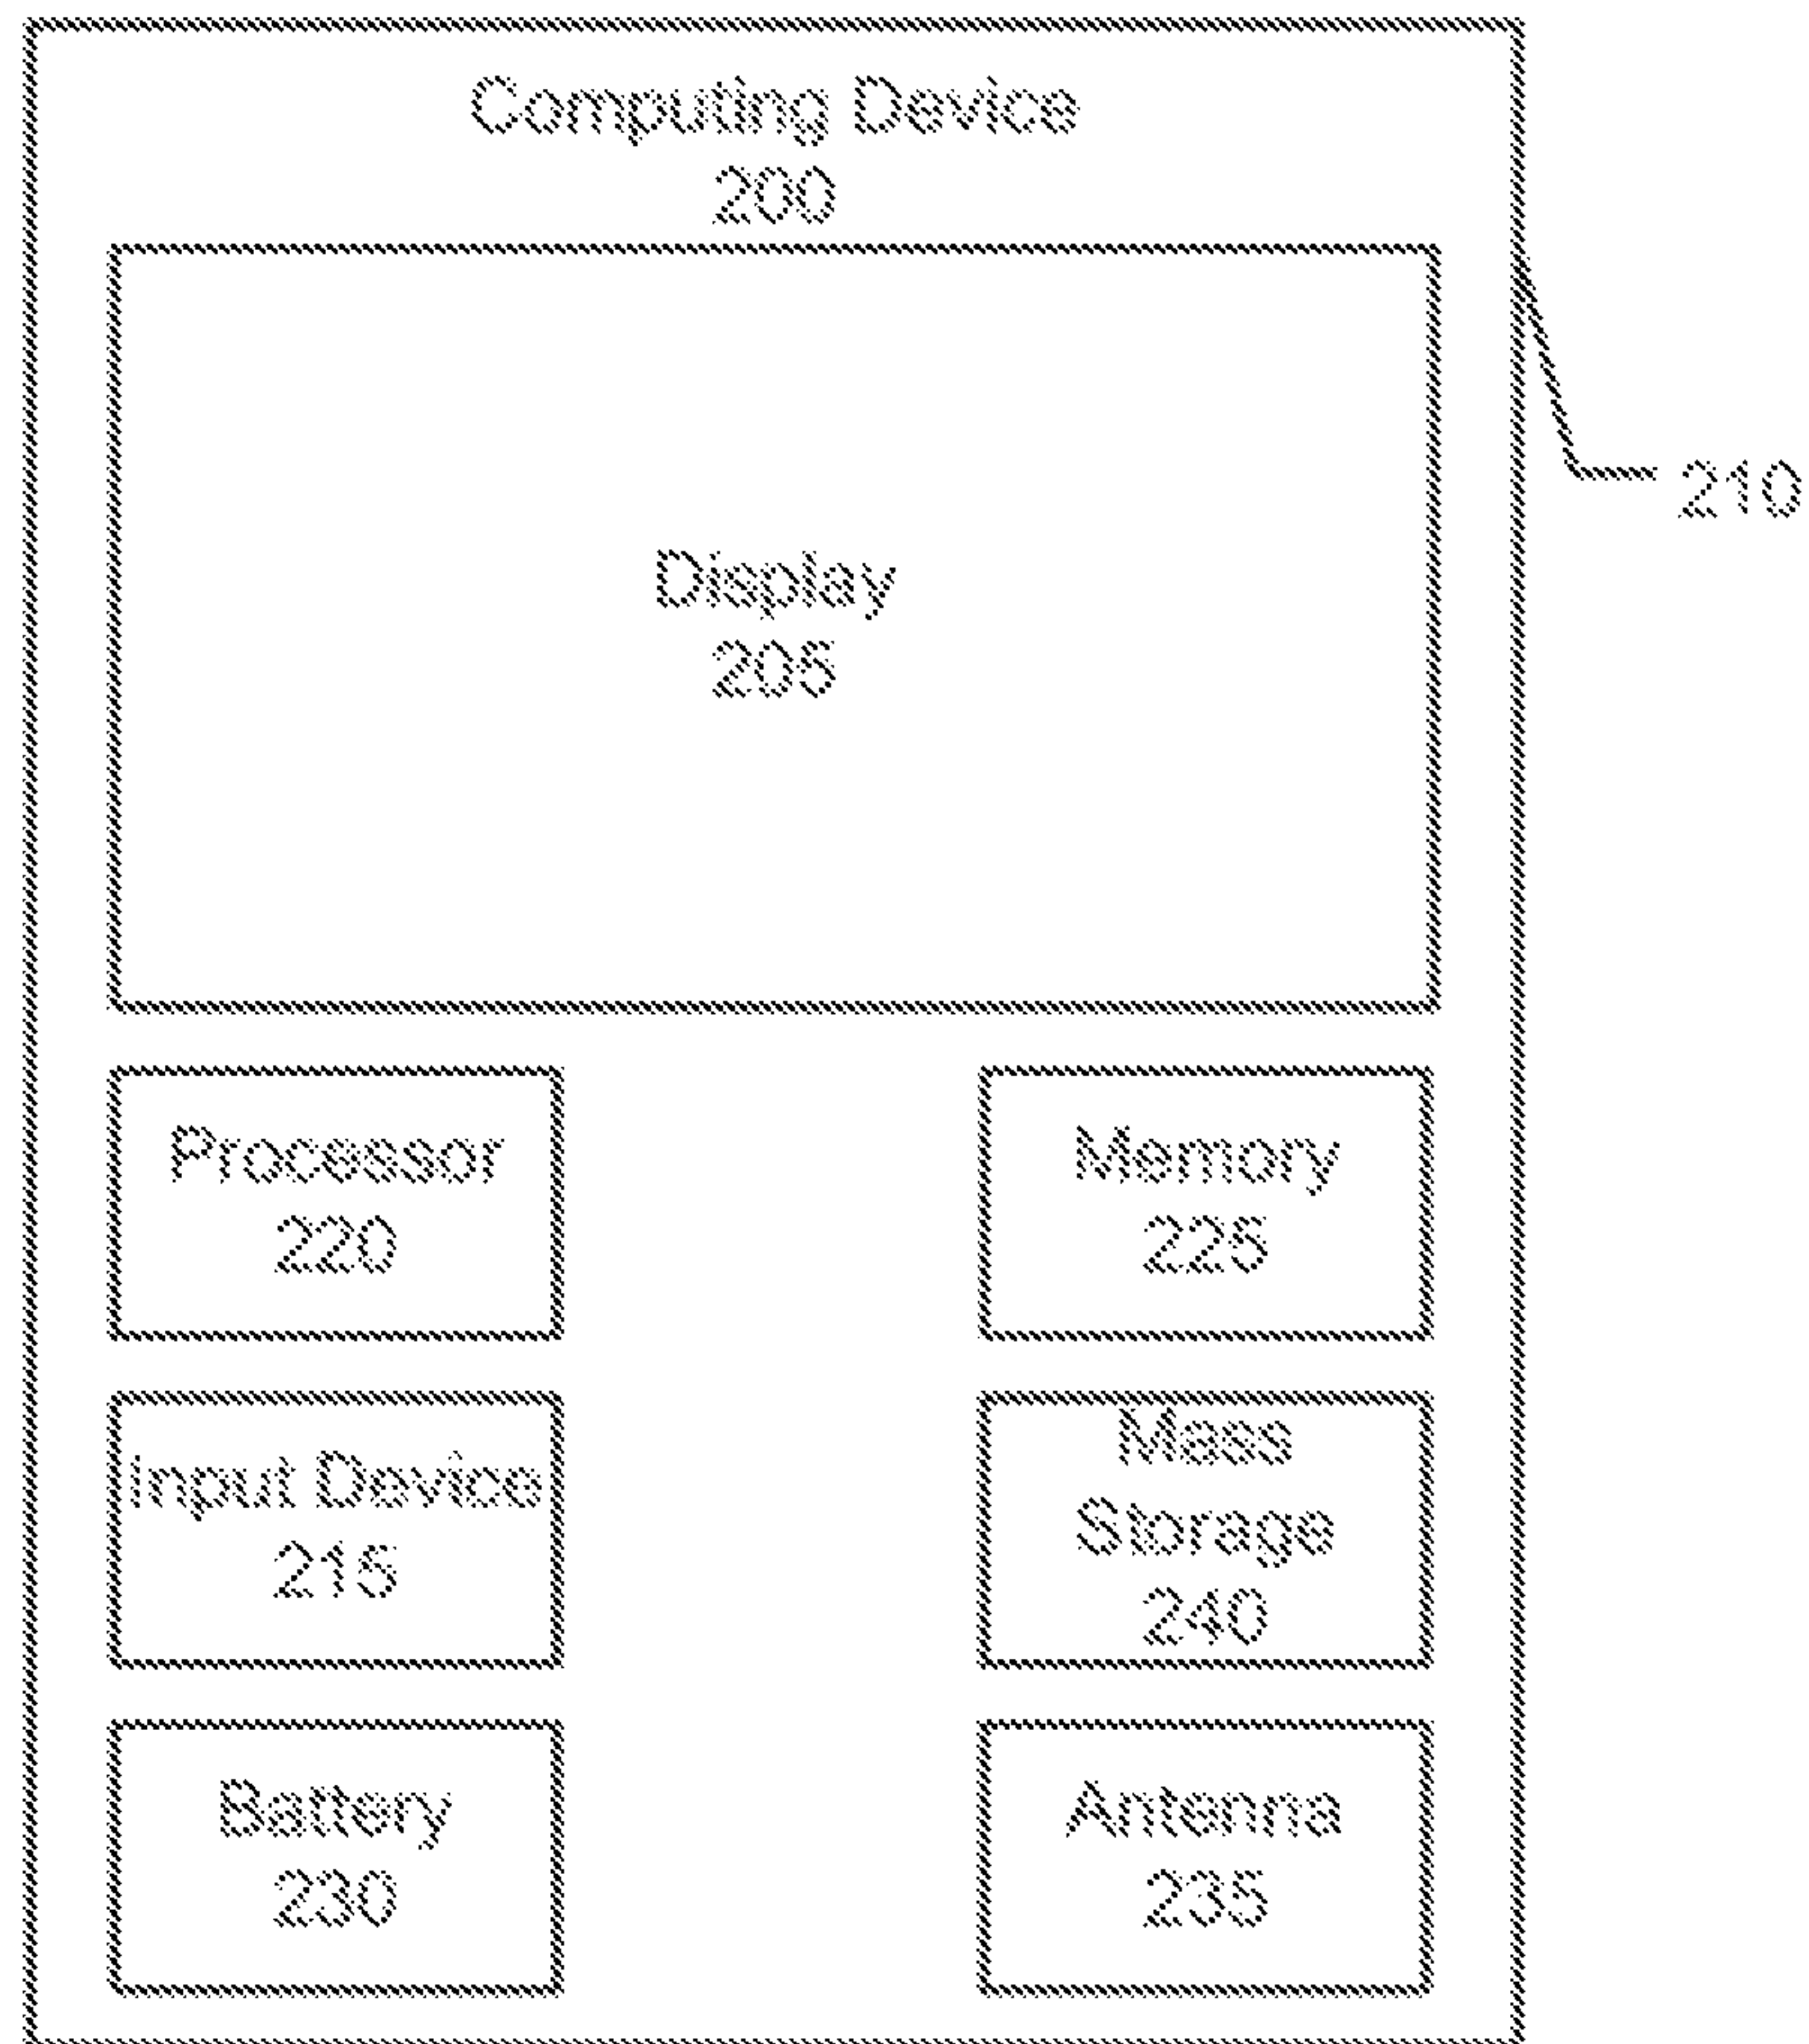 Computing Device
200
210
Display
205
Processor
220
Memory
225
Input Device
215
Mass
Storage
240
Battery
230
Antenna
235